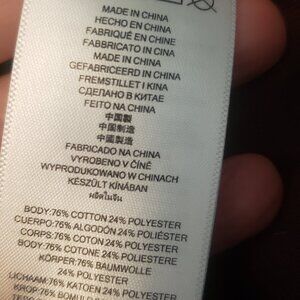 MADE IN CHINA
HECHO EN CHINA
FABRIQUÉ EN CHINE
FABBRICATO IN CINA
MADE IN CHINA
GEFABRICEERD IN CHINA
FREMSTILLET I KINA
СДЕЛАНО В КИТАЕ
FEITO NA CHINA
中国製
中国制造
中國製造
FABRICADO NA CHINA
VYROBENO V ČÍNĚ
WYPRODUKOWANO W CHINACH
KÉSZÜLT KÍNÁBAN
ผลิตในจีน
BODY:76% COTTON 24% POLYESTER
CUERPO:76% ALGODÓN 24% POLIÉSTER
CORPS:76% COTON 24% POLYESTER
BODY:76% COTONE 24% POLIESTERE
KÖRPER:76% BAUMWOLLE
24% POLYESTER
LICHAAM:76% KATOEN 24% POLYESTER
KROP:76%